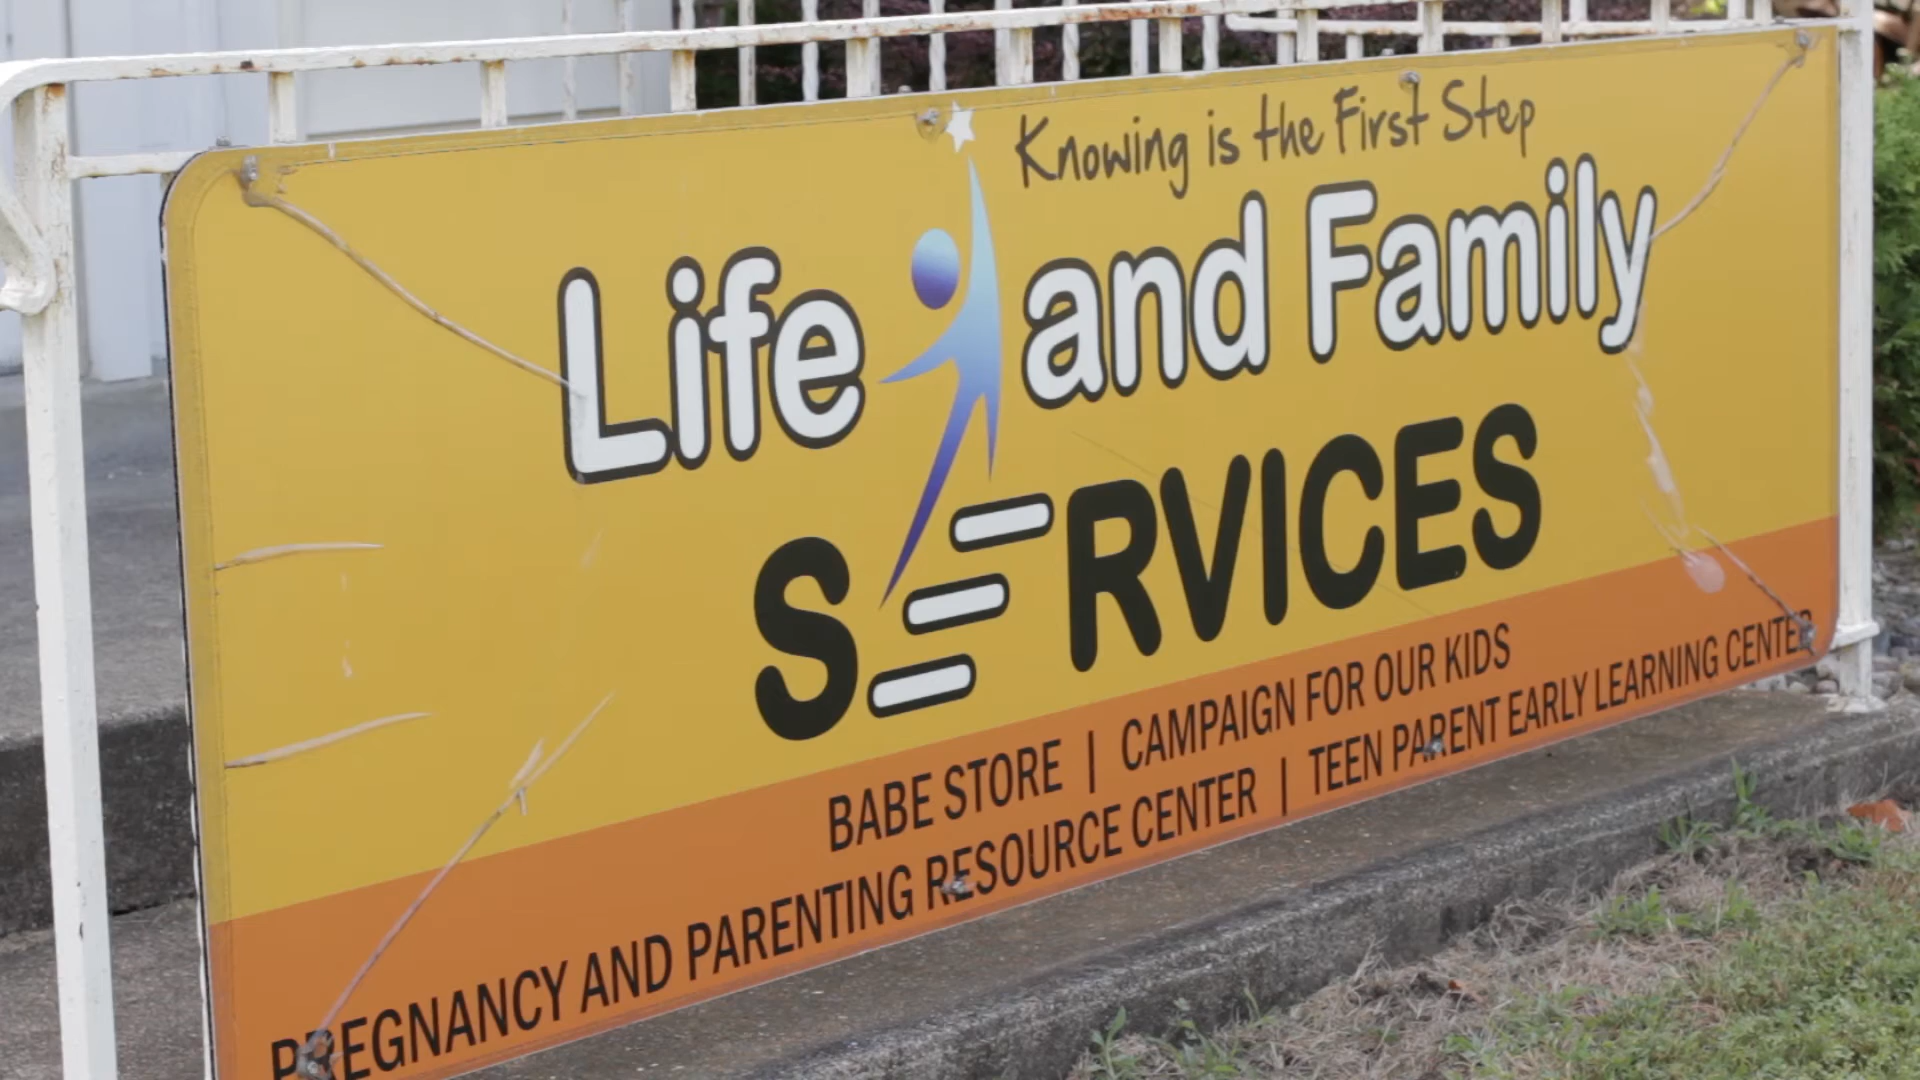 Knowing is the First Step
Life and Family
SERVICES
BABE STORE | CAMPAIGN FOR OUR KIDS
PREGNANCY AND PARENTING RESOURCE CENTER | TEEN PARENT EARLY LEARNING CENTER